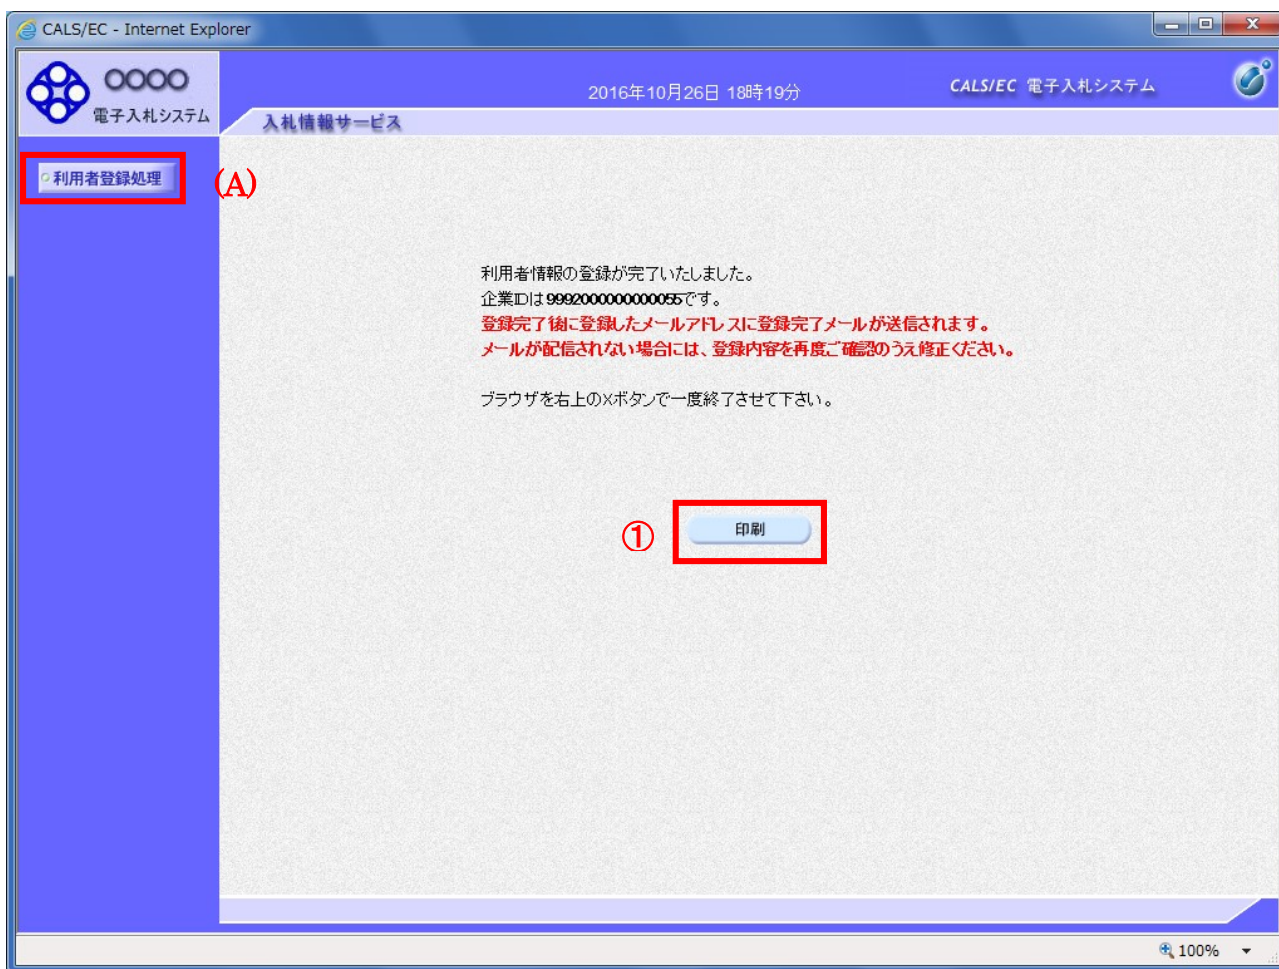 CALS/EC - Internet Explorer
○○○○
電子入札システム
2016年10月26日 18時19分
CALS/EC 電子入札システム
入札情報サービス
利用者登録処理
(A)
利用者情報の登録が完了いたしました。
企業IDは9992000000000055です。
登録完了後に登録したメールアドレスに登録完了メールが送信されます。
メールが配信されない場合には、登録内容を再度ご確認のうえ修正ください。
ブラウザを右上の×ボタンで一度終了させて下さい。
①
印刷
100%